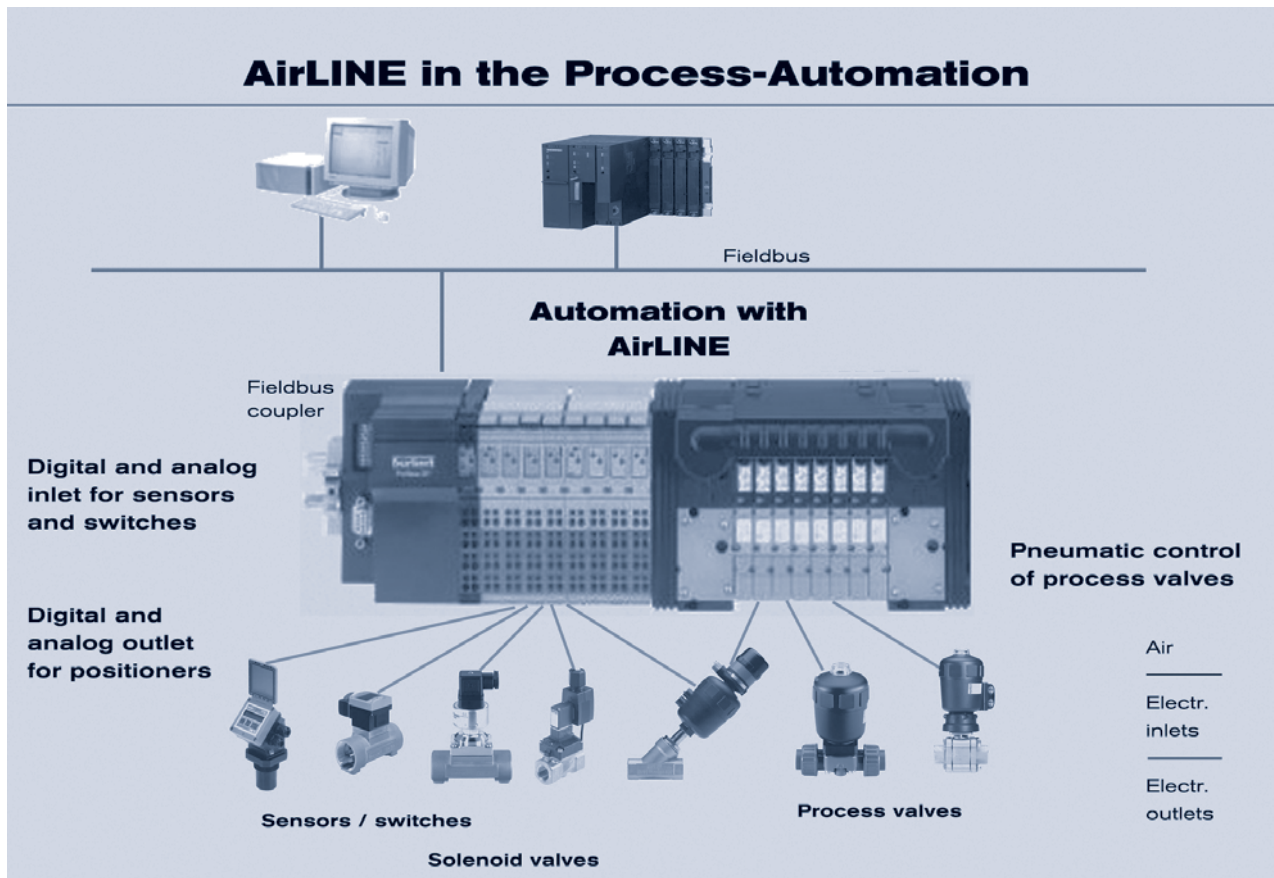 AirLINE in the Process-Automation
Fieldbus
Automation with
AirLINE
Fieldbus
coupler
burkert
Digital and analog
inlet for sensors
and switches
Pneumatic control
of process valves
Digital and
analog outlet
for positioners
Air
Electr.
inlets
Electr.
outlets
Sensors / switches
Process valves
Solenoid valves